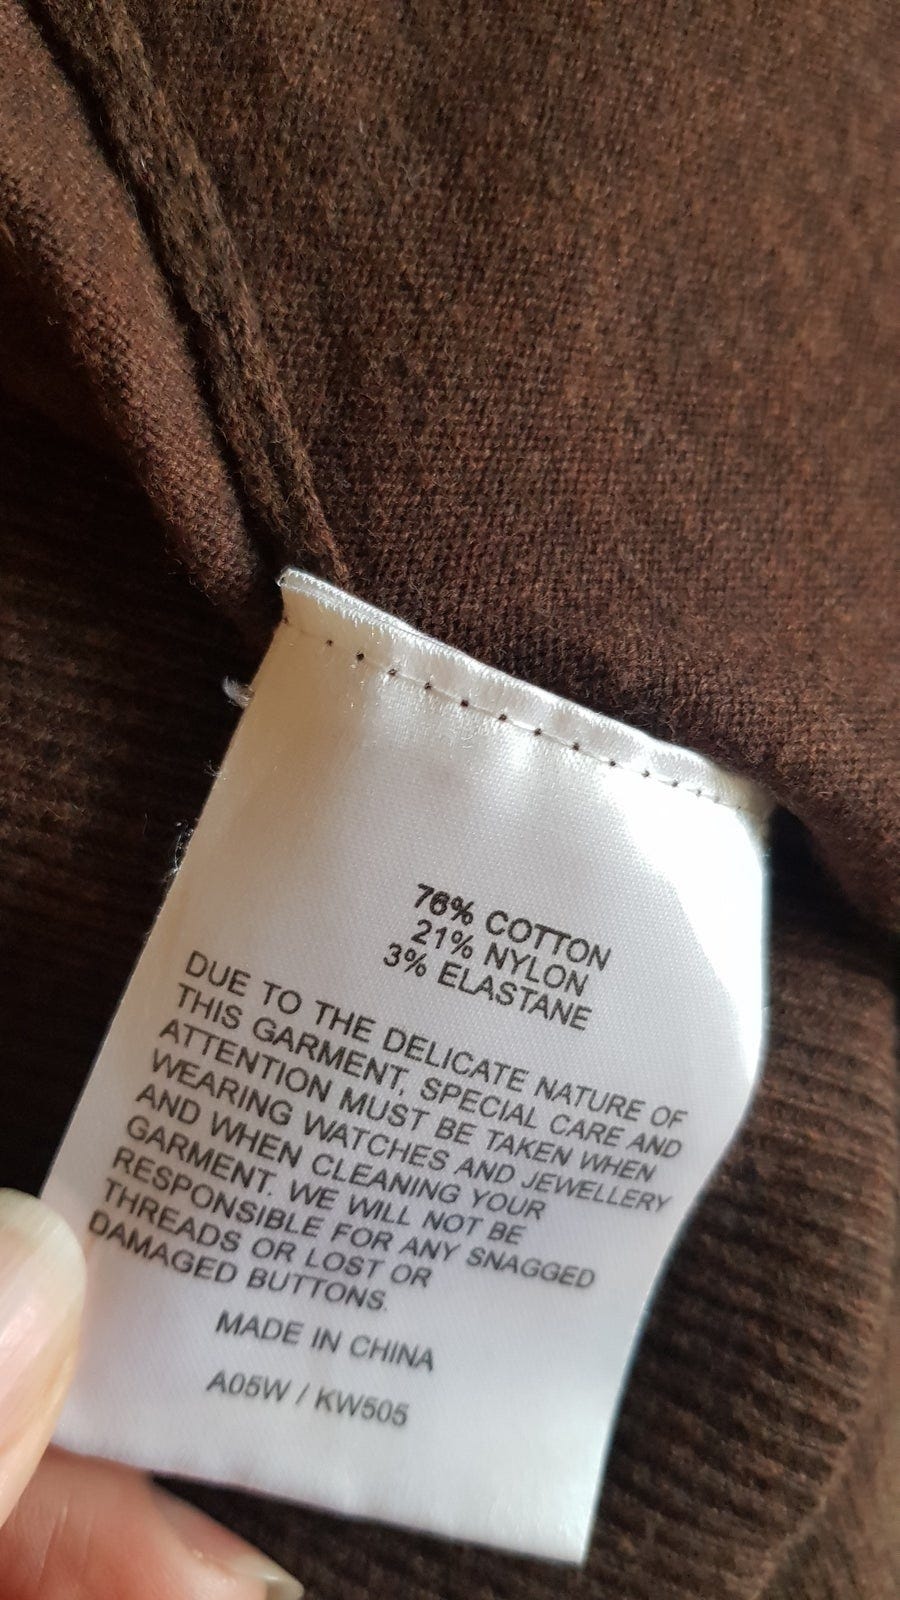 76% COTTON
21% NYLON
3% ELASTANE
DUE TO THE DELICATE NATURE OF
THIS GARMENT, SPECIAL CARE AND
ATTENTION MUST BE TAKEN WHEN
WEARING WATCHES AND JEWELLERY
AND WHEN CLEANING YOUR
GARMENT. WE WILL NOT BE
RESPONSIBLE FOR ANY SNAGGED
THREADS OR LOST OR
DAMAGED BUTTONS.
MADE IN CHINA
A05W / KW505